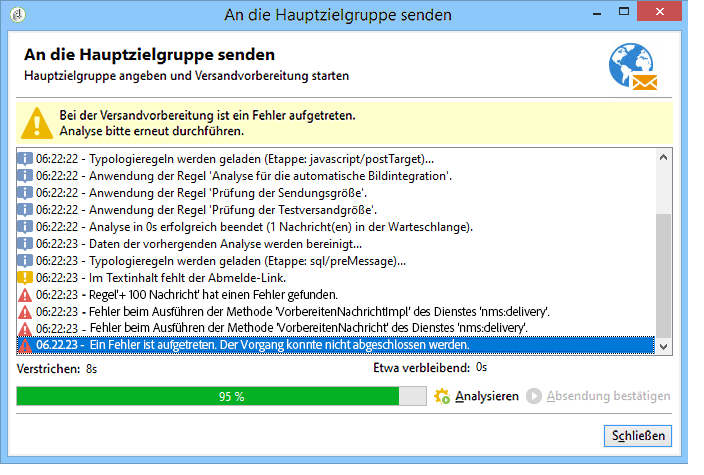 An die Hauptzielgruppe senden
An die Hauptzielgruppe senden
Hauptzielgruppe angeben und Versandvorbereitung starten
Bei der Versandvorbereitung ist ein Fehler aufgetreten.
Analyse bitte erneut durchführen.
06:22:22 - Typologieregeln werden geladen (Etappe: javascript/postTarget)...
06:22:22 - Anwendung der Regel 'Analyse für die automatische Bildintegration'.
06:22:22 - Anwendung der Regel 'Prüfung der Sendungsgröße'.
06:22:22 - Anwendung der Regel 'Prüfung der Testversandgröße'.
06:22:22 - Analyse in 0s erfolgreich beendet (1 Nachricht(en) in der Warteschlange).
06:22:23 - Daten der vorhergenden Analyse werden bereinigt...
06:22:23 - Typologieregeln werden geladen (Etappe: sql/preMessage)...
06:22:23 - Im Textinhalt fehlt der Abmelde-Link.
06:22:23 - Regel'+ 100 Nachricht' hat einen Fehler gefunden.
06:22:23 - Fehler beim Ausführen der Methode 'VorbereitenNachrichtImpl' des Dienstes 'nms:delivery'.
06:22:23 - Fehler beim Ausführen der Methode 'VorbereitenNachricht' des Dienstes 'nms:delivery'.
06.22.23 - Ein Fehler ist aufgetreten. Der Vorgang konnte nicht abgeschlossen werden.
Verstrichen: 8s Etwa verbleibend: 0s
95 % Analysieren Absendung bestätigen
Schließen